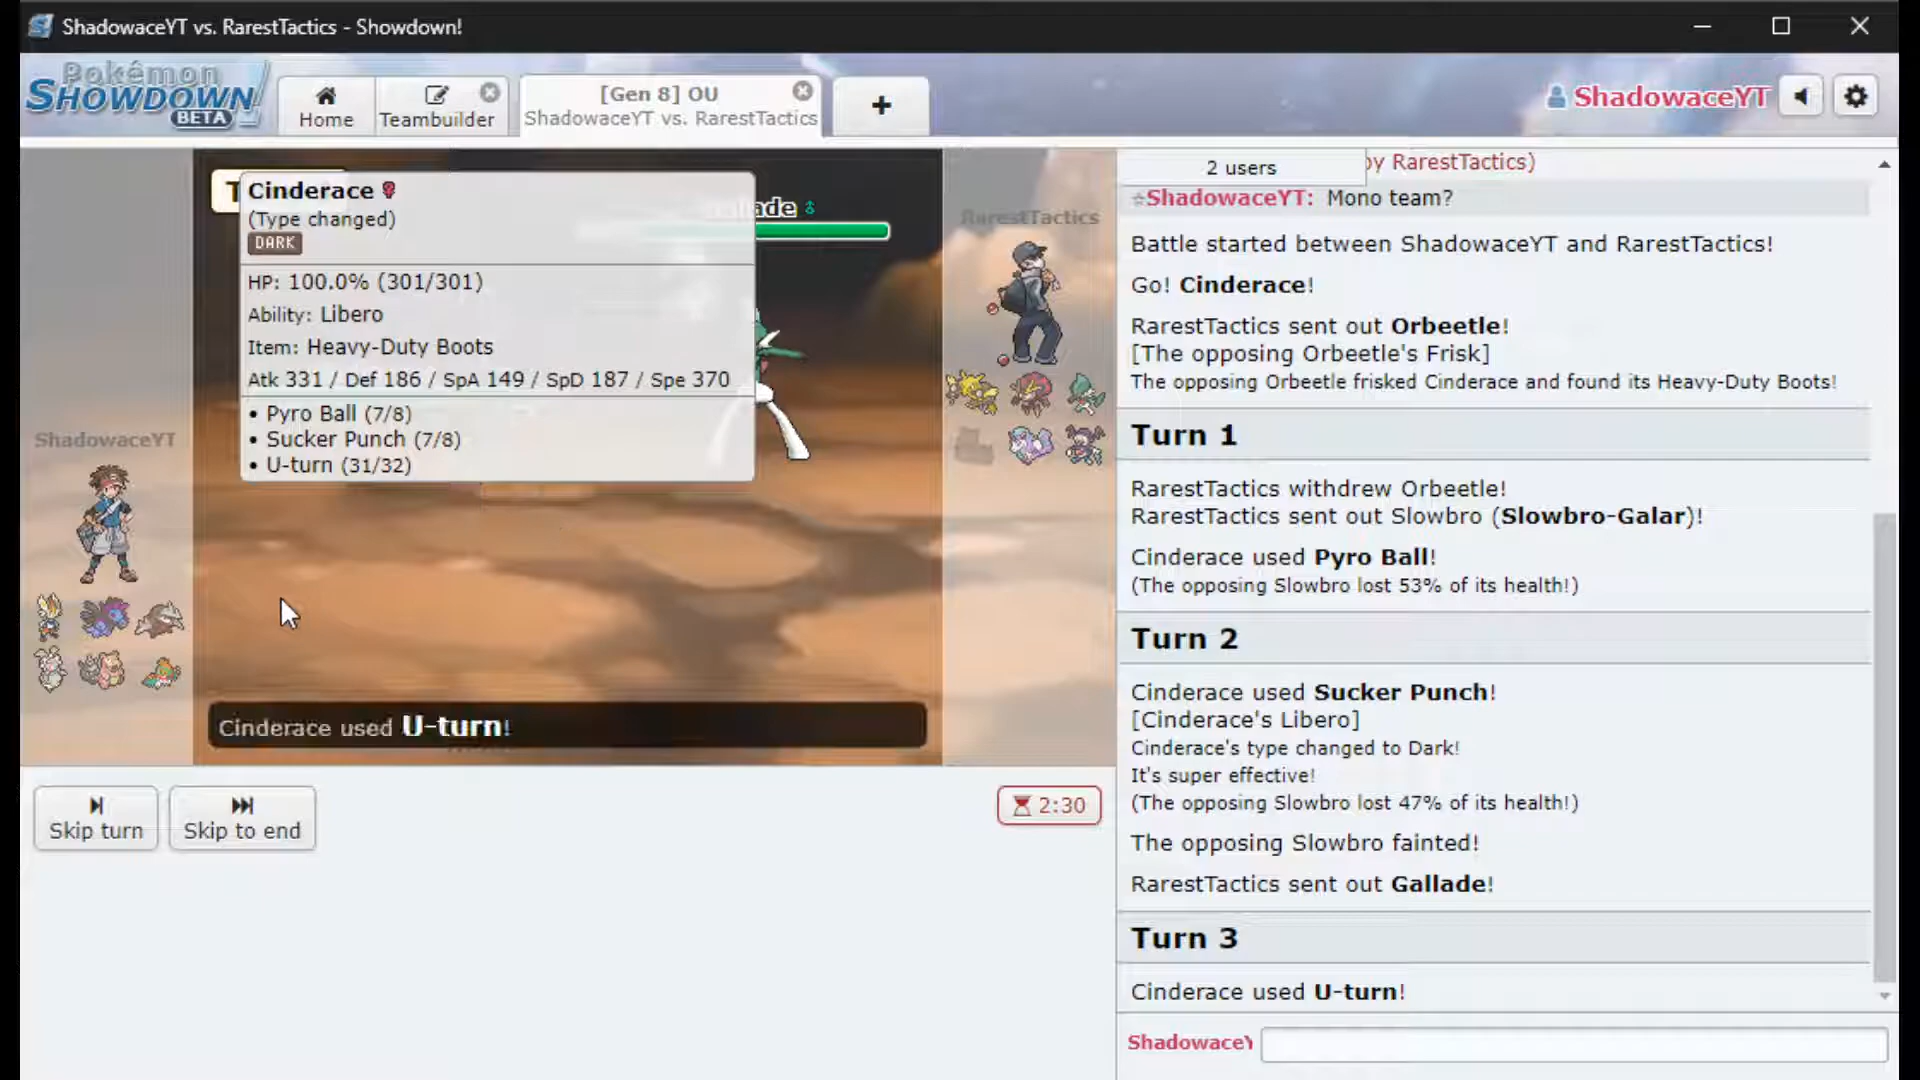 ShadowaceYT vs. RarestTactics - Showdown!
Pokémon
SHOWDOWN
BETA
Home
Teambuilder
[Gen 8] OU
ShadowaceYT vs. RarestTactics
+
ShadowaceYT
T
Cinderace
(Type changed)
DARK
HP: 100.0% (301/301)
Ability: Libero
Item: Heavy-Duty Boots
Atk 331 / Def 186 / SpA 149 / SpD 187 / Spe 370
• Pyro Ball (7/8)
• Sucker Punch (7/8)
• U-turn (31/32)
ade
RarestTactics
ShadowaceYT
Cinderace used U-turn!
Skip turn
Skip to end
2:30
2 users
by RarestTactics)
☆ShadowaceYT: Mono team?
Battle started between ShadowaceYT and RarestTactics!
Go! Cinderace!
RarestTactics sent out Orbeetle!
[The opposing Orbeetle's Frisk]
The opposing Orbeetle frisked Cinderace and found its Heavy-Duty Boots!
Turn 1
RarestTactics withdrew Orbeetle!
RarestTactics sent out Slowbro (Slowbro-Galar)!
Cinderace used Pyro Ball!
(The opposing Slowbro lost 53% of its health!)
Turn 2
Cinderace used Sucker Punch!
[Cinderace's Libero]
Cinderace's type changed to Dark!
It's super effective!
(The opposing Slowbro lost 47% of its health!)
The opposing Slowbro fainted!
RarestTactics sent out Gallade!
Turn 3
Cinderace used U-turn!
ShadowaceY